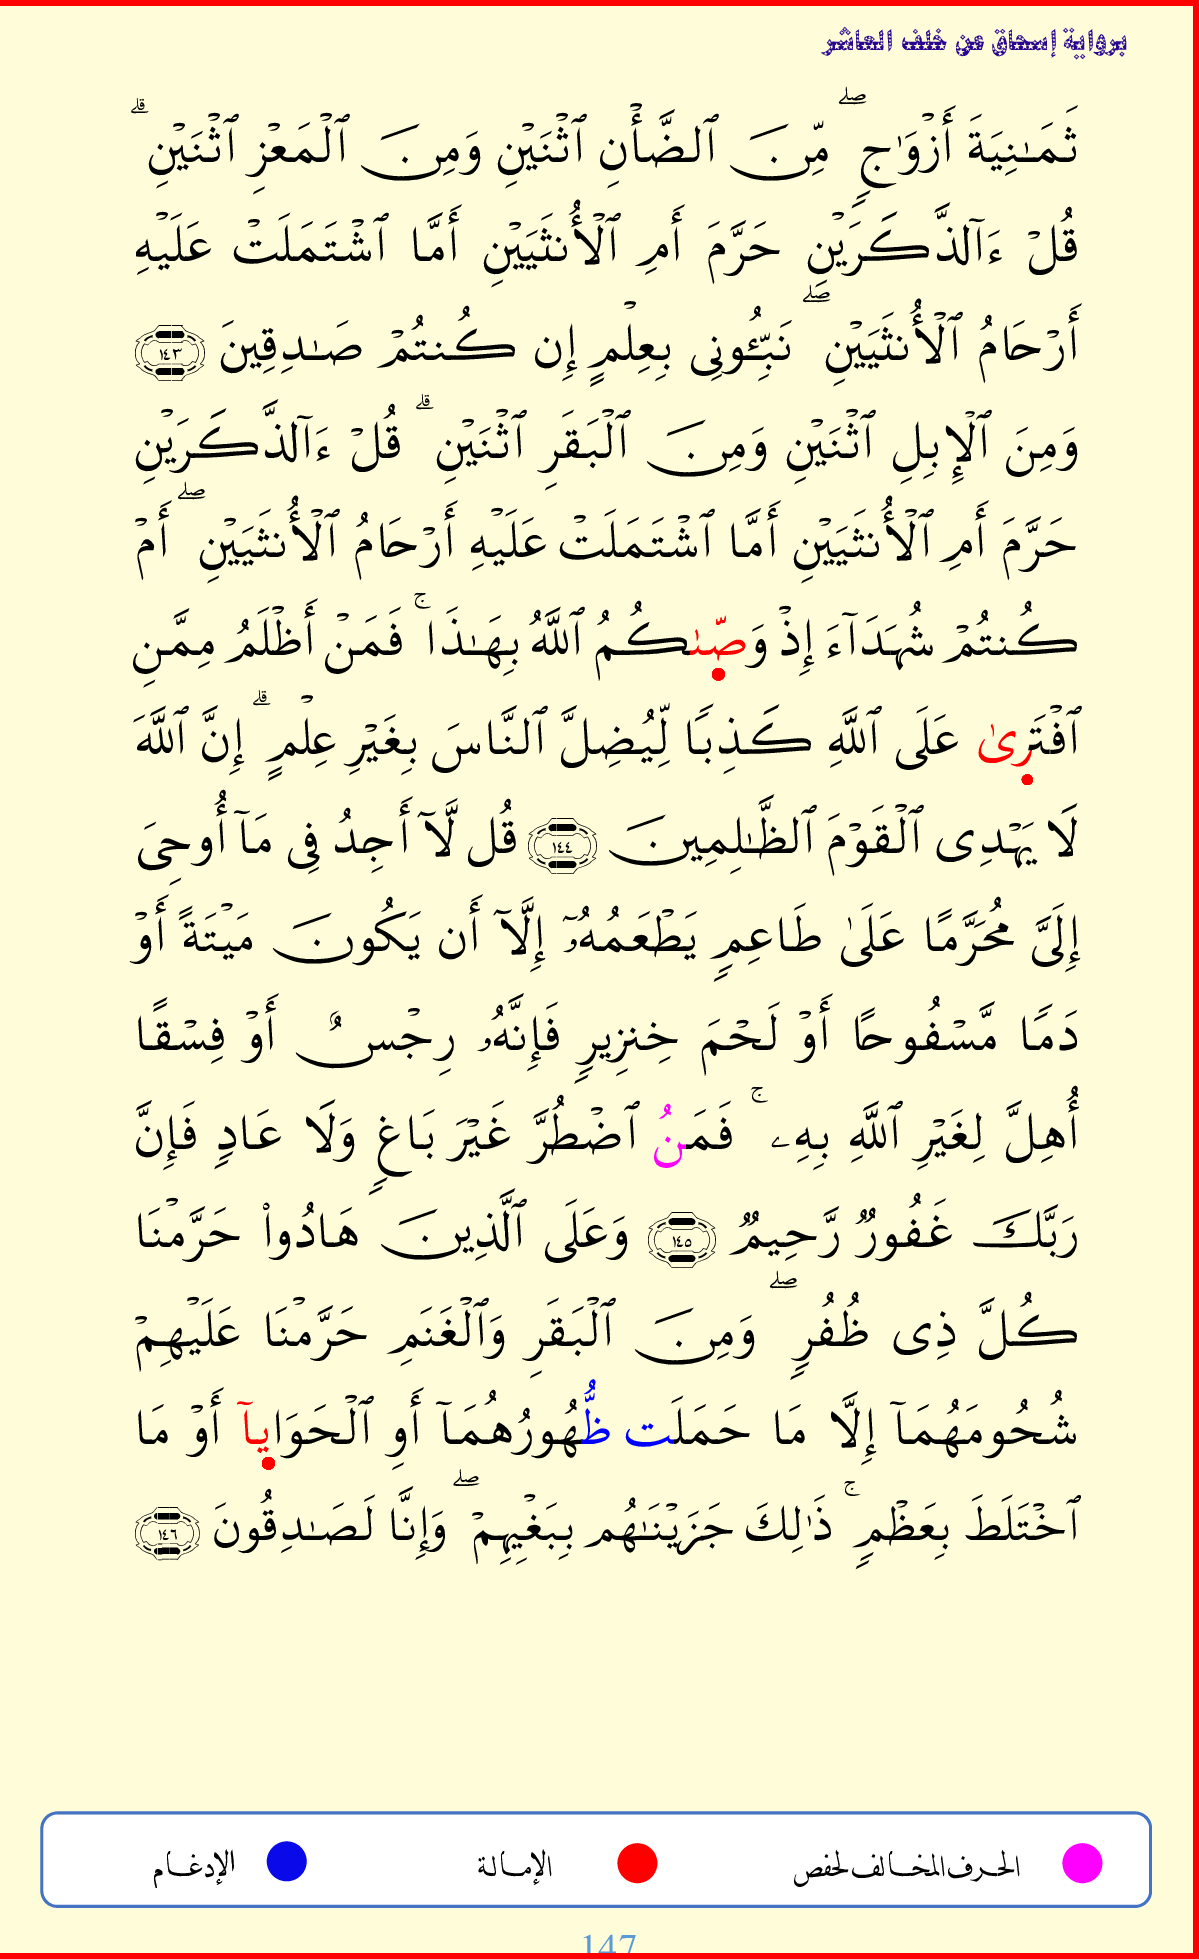 برواية إسحاق عن خلف العاشر
ثَمَـٰنِيَةَ أَزْوَٰجٍۢ ۖ مِّنَ ٱلضَّأْنِ ٱثْنَيْنِ وَمِنَ ٱلْمَعْزِ ٱثْنَيْنِ ۗ
قُلْ ءَآلذَّكَرَيْنِ حَرَّمَ أَمِ ٱلْأُنثَيَيْنِ أَمَّا ٱشْتَمَلَتْ عَلَيْهِ
أَرْحَامُ ٱلْأُنثَيَيْنِ ۖ نَبِّـُٔونِى بِعِلْمٍ إِن كُنتُمْ صَـٰدِقِينَ ١٤٣
وَمِنَ ٱلْإِبِلِ ٱثْنَيْنِ وَمِنَ ٱلْبَقَرِ ٱثْنَيْنِ ۗ قُلْ ءَآلذَّكَرَيْنِ
حَرَّمَ أَمِ ٱلْأُنثَيَيْنِ أَمَّا ٱشْتَمَلَتْ عَلَيْهِ أَرْحَامُ ٱلْأُنثَيَيْنِ ۖ أَمْ
كُنتُمْ شُهَدَآءَ إِذْ وَصَّىٰكُمُ ٱللَّهُ بِهَـٰذَا ۚ فَمَنْ أَظْلَمُ مِمَّنِ
ٱفْتَرِىٰ عَلَى ٱللَّهِ كَذِبًا لِّيُضِلَّ ٱلنَّاسَ بِغَيْرِ عِلْمٍ ۗ إِنَّ ٱللَّهَ
لَا يَهْدِى ٱلْقَوْمَ ٱلظَّـٰلِمِينَ ١٤٤ قُل لَّآ أَجِدُ فِى مَآ أُوحِىَ
إِلَىَّ مُحَرَّمًا عَلَىٰ طَاعِمٍ يَطْعَمُهُۥٓ إِلَّآ أَن يَكُونَ مَيْتَةً أَوْ
دَمًا مَّسْفُوحًا أَوْ لَحْمَ خِنزِيرٍ فَإِنَّهُۥ رِجْسٌ أَوْ فِسْقًا
أُهِلَّ لِغَيْرِ ٱللَّهِ بِهِۦ ۚ فَمَنُ ٱضْطُرَّ غَيْرَ بَاغٍ وَلَا عَادٍ فَإِنَّ
رَبَّكَ غَفُورٌ رَّحِيمٌ ١٤٥ وَعَلَى ٱلَّذِينَ هَادُوا۟ حَرَّمْنَا
كُلَّ ذِى ظُفُرٍ ۖ وَمِنَ ٱلْبَقَرِ وَٱلْغَنَمِ حَرَّمْنَا عَلَيْهِمْ
شُحُومَهُمَآ إِلَّا مَا حَمَلَت ظُّهُورُهُمَآ أَوِ ٱلْحَوَايِآ أَوْ مَا
ٱخْتَلَطَ بِعَظْمٍ ۚ ذَٰلِكَ جَزَيْنَـٰهُم بِبَغْيِهِمْ ۖ وَإِنَّا لَصَـٰدِقُونَ ١٤٦
الحرف المخالف لحفص الإمالة الإدغام
147